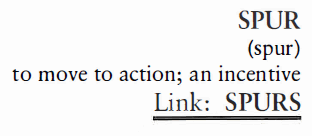 SPUR
(spur)
to move to action; an incentive
Link: SPURS